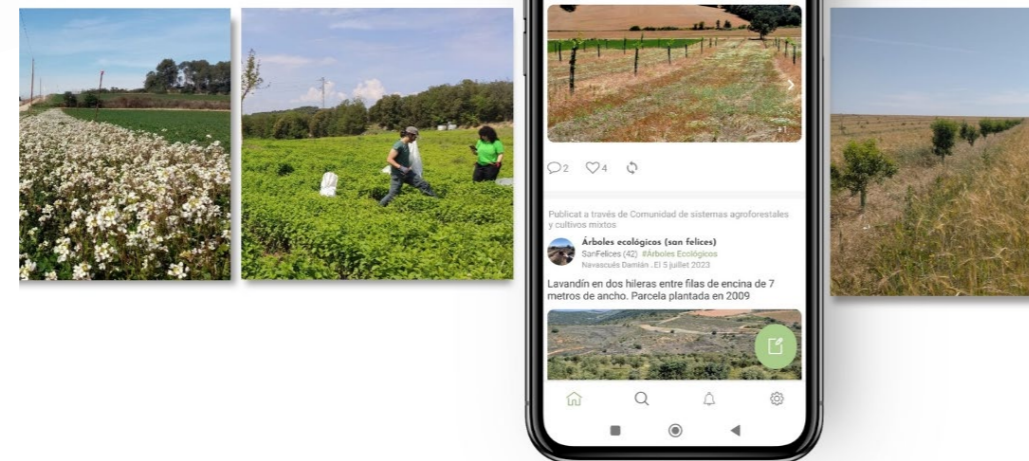 2 4
Publicat a través de Comunidad de sistemas agroforestales
y cultivos mixtos
Árboles ecológicos (san felices)
SanFelices (42) #Árboles Ecológicos
Navascués Damián . El 5 juillet 2023
Lavandín en dos hileras entre filas de encina de 7
metros de ancho. Parcela plantada en 2009